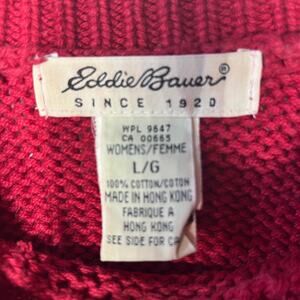 Eddie Bauer®
SINCE 1920
WPL 9647
CA 00665
WOMENS/FEMME
L/G
100% COTTON/COTON
MADE IN HONG KONG
FABRIQUE A
HONG KONG
SEE SIDE FOR